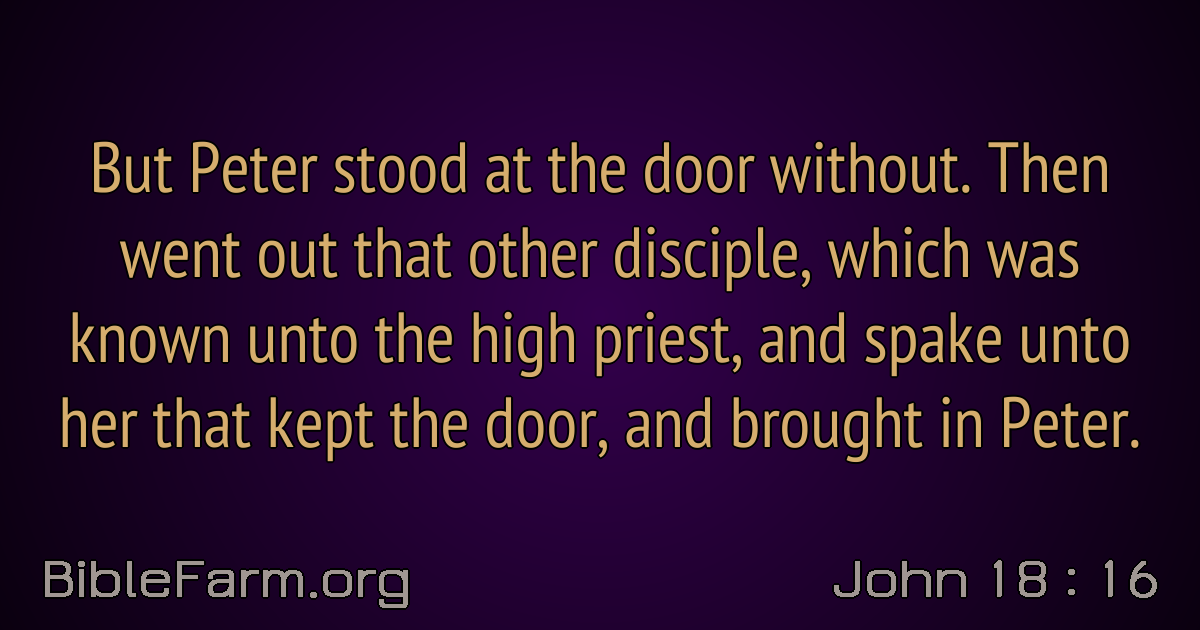 But Peter stood at the door without. Then
went out that other disciple, which was
known unto the high priest, and spake unto
her that kept the door, and brought in Peter.
BibleFarm.org
John 18 : 16